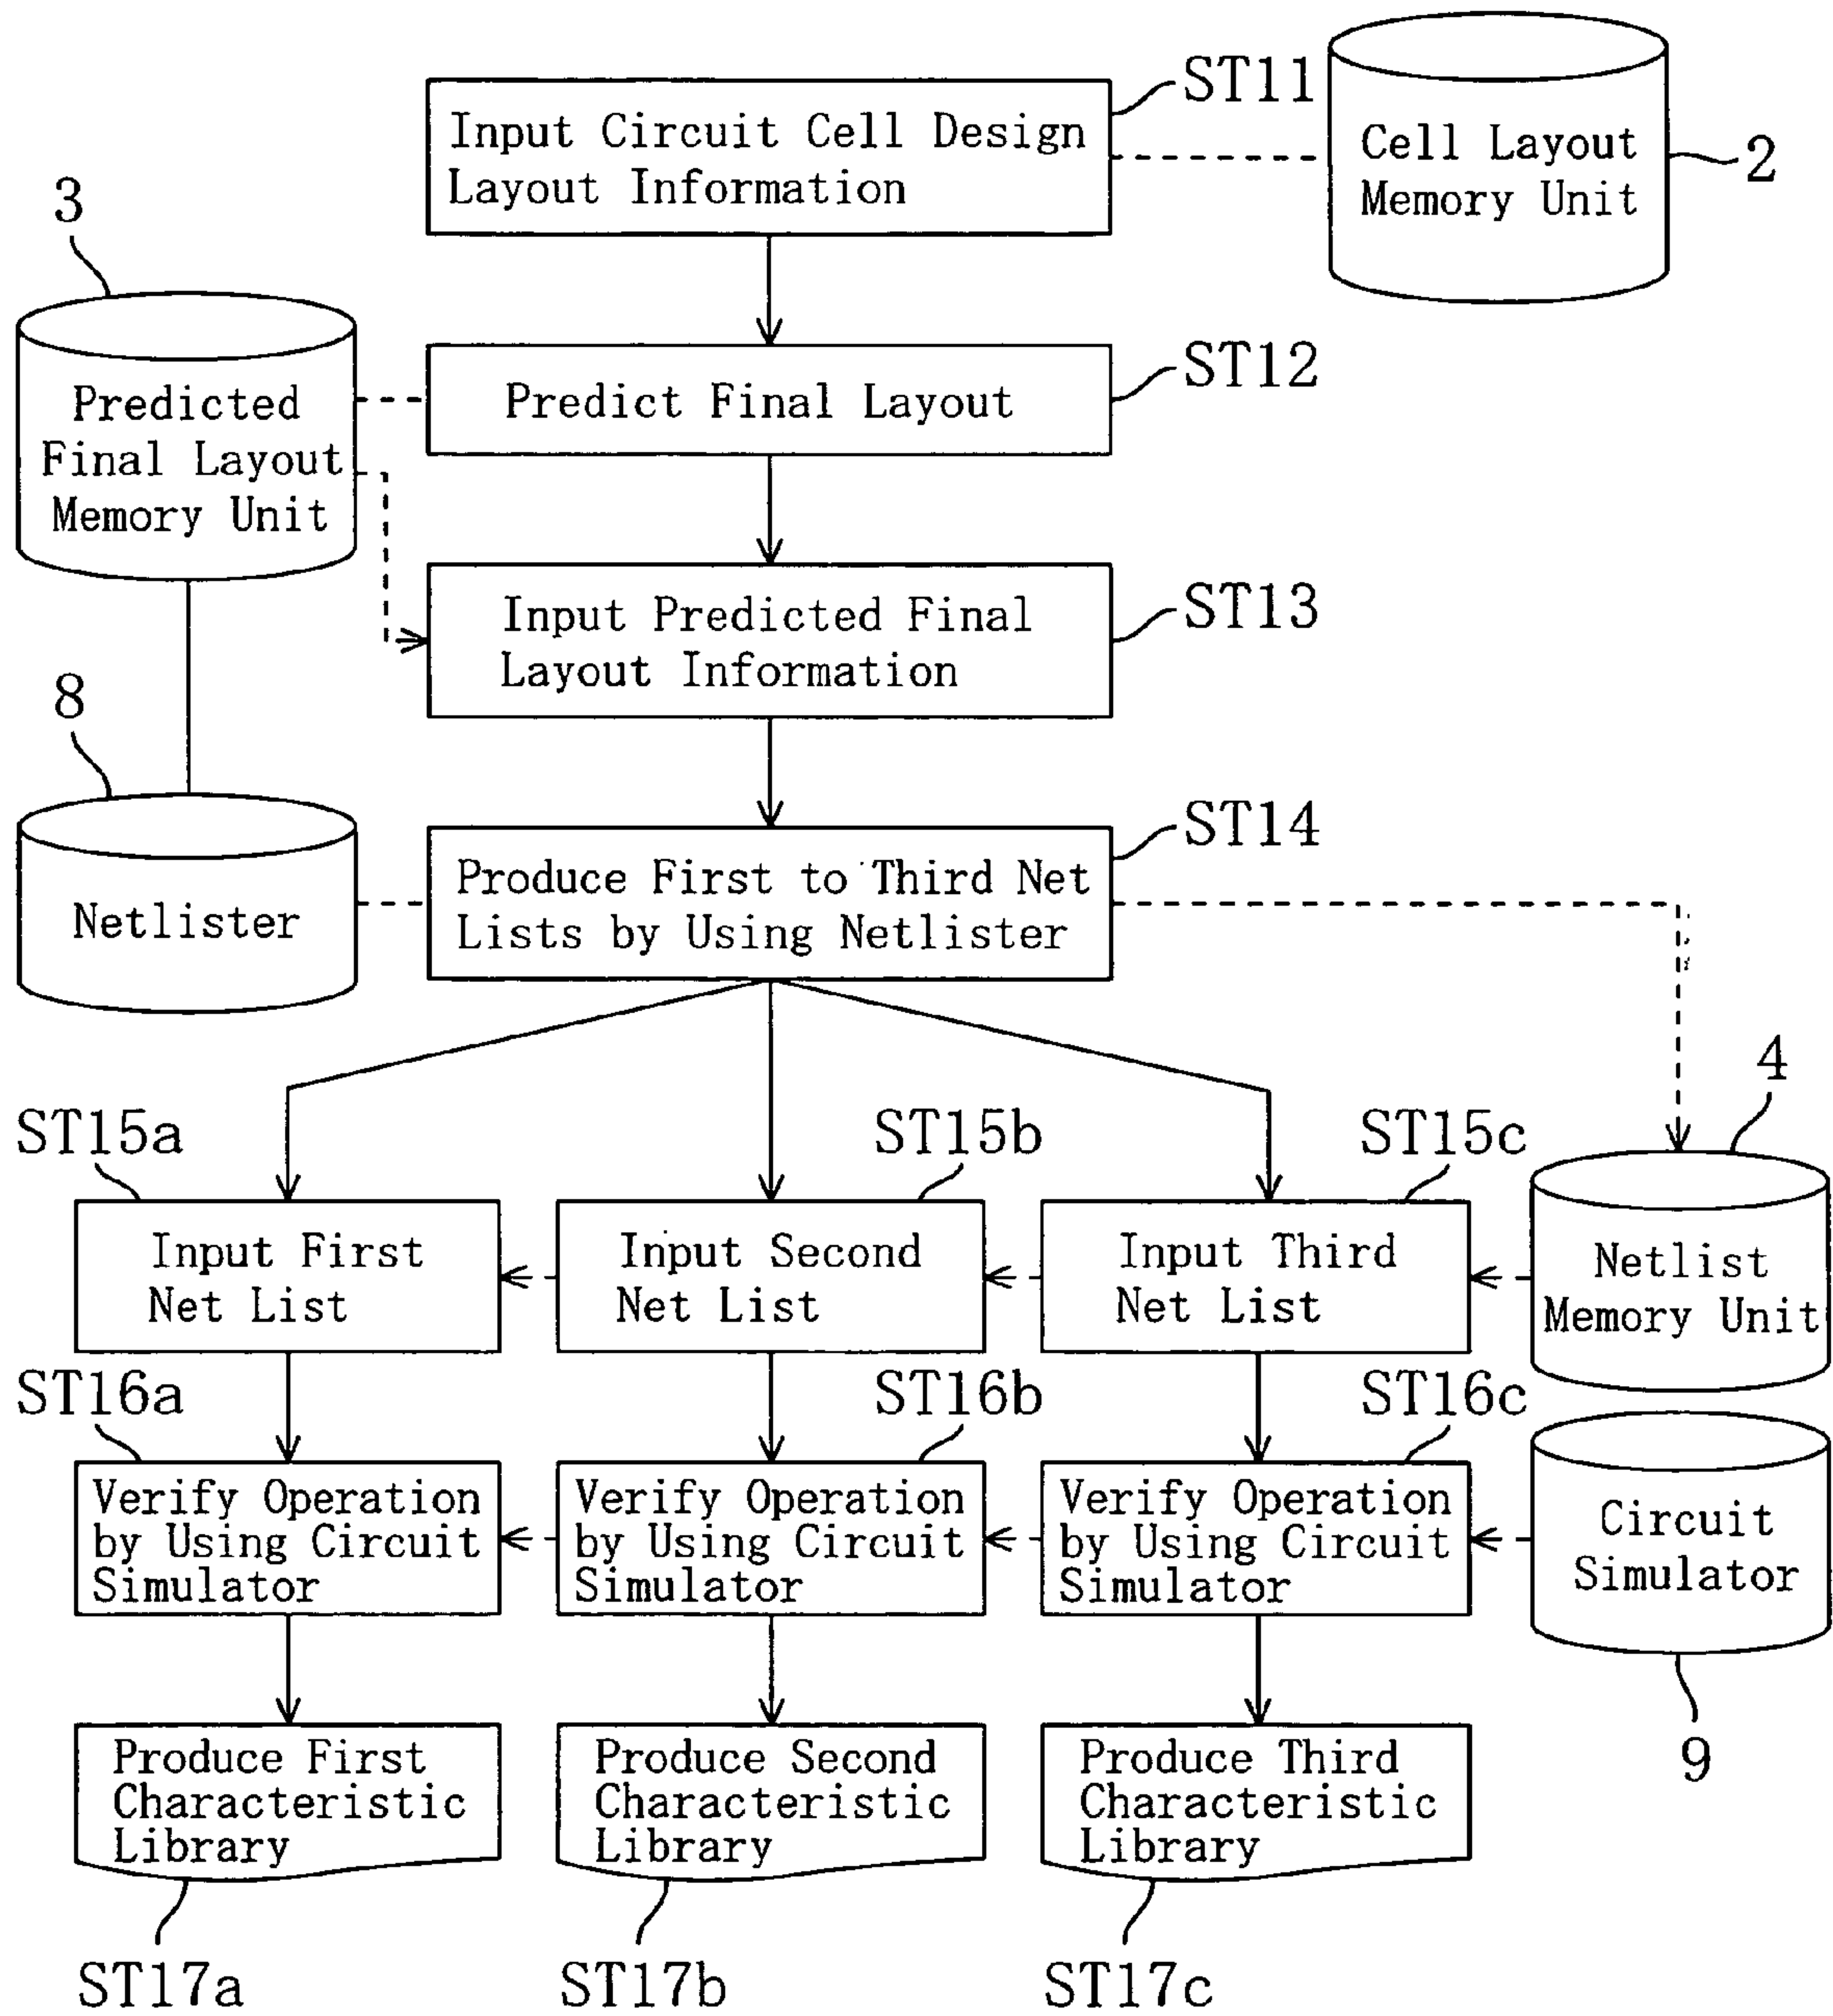 ST11
Input Circuit Cell Design
Layout Information
Cell Layout
Memory Unit
2
3
Predicted
Final Layout
Memory Unit
ST12
Predict Final Layout
ST13
Input Predicted Final
Layout Information
8
Netlister
ST14
Produce First to Third Net
Lists by Using Netlister
4
ST15a
ST15b
ST15c
Input First
Net List
Input Second
Net List
Input Third
Net List
Netlist
Memory Unit
ST16a
ST16b
ST16c
Verify Operation
by Using Circuit
Simulator
Verify Operation
by Using Circuit
Simulator
Verify Operation
by Using Circuit
Simulator
Circuit
Simulator
9
Produce First
Characteristic
Library
Produce Second
Characteristic
Library
Produce Third
Characteristic
Library
ST17a
ST17b
ST17c